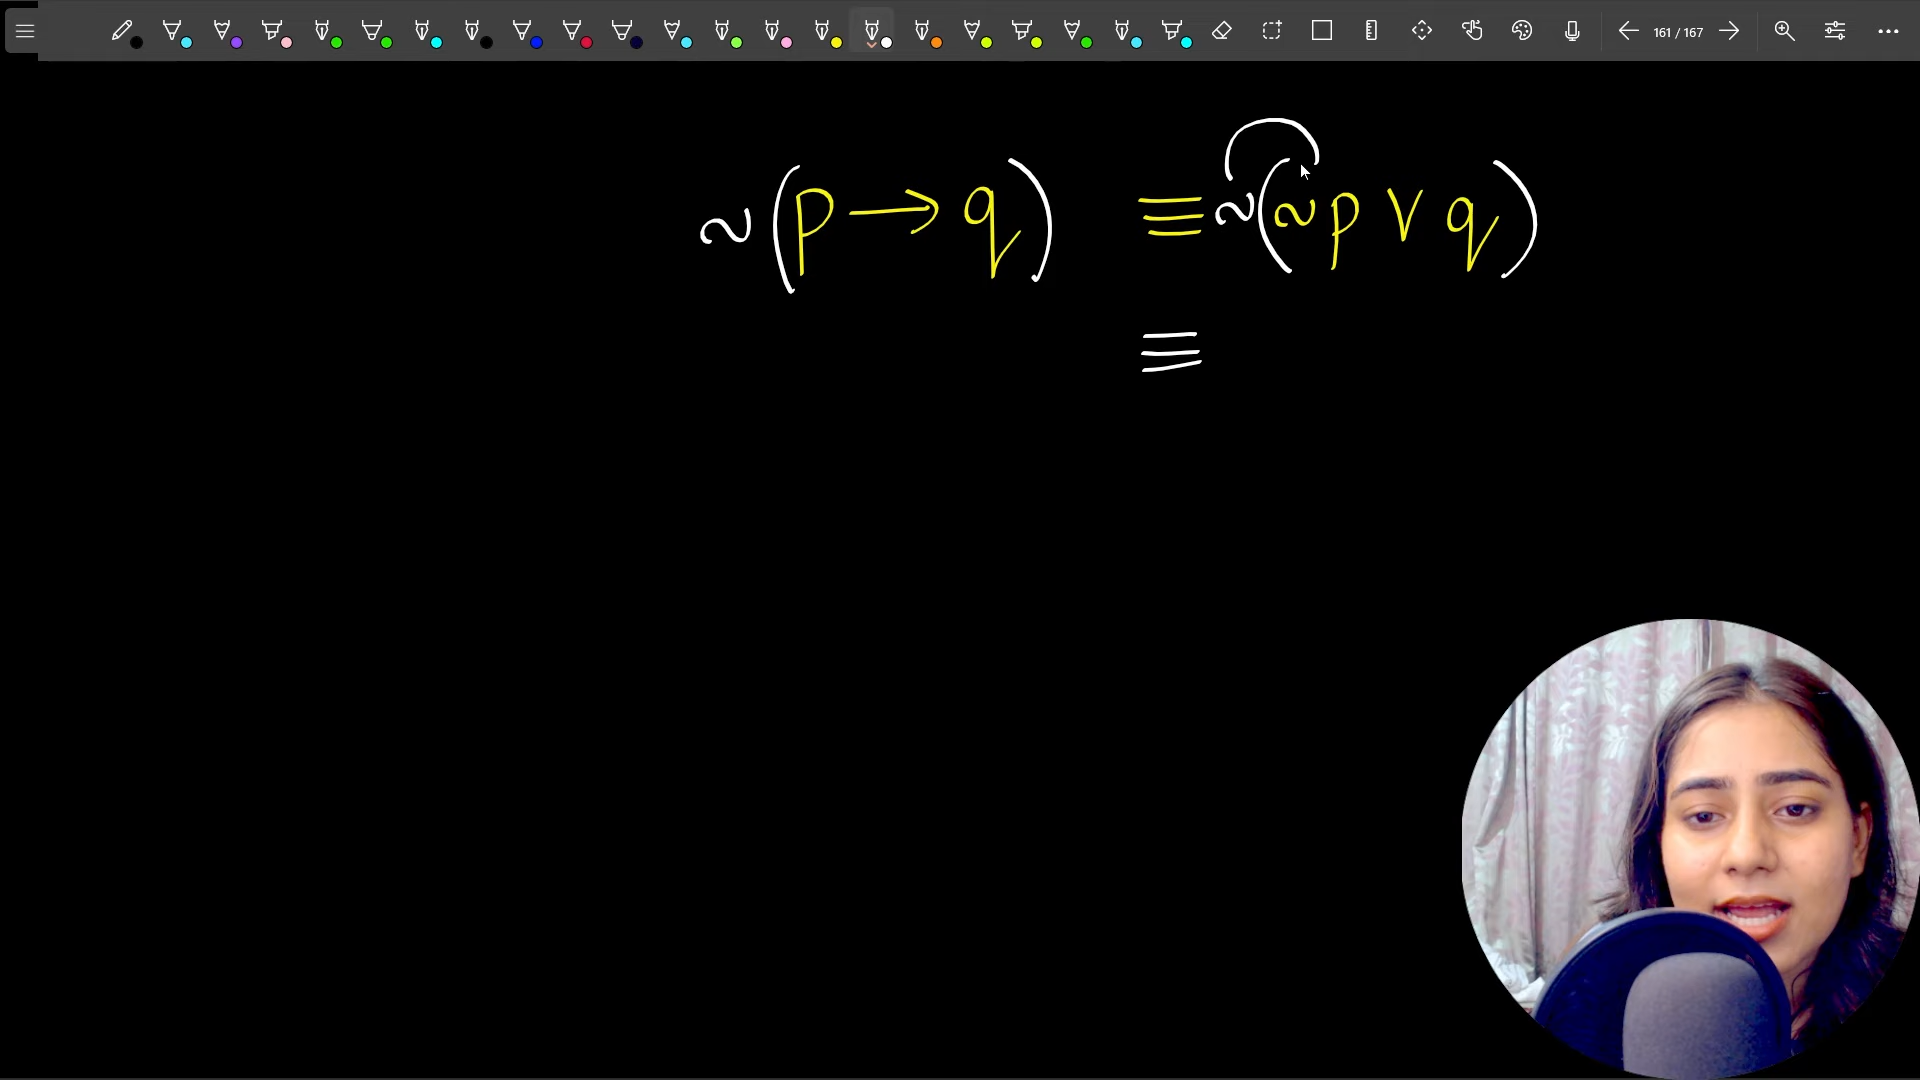 161 / 167
~(p → q) ≡ ~(~p ∨ q)
≡